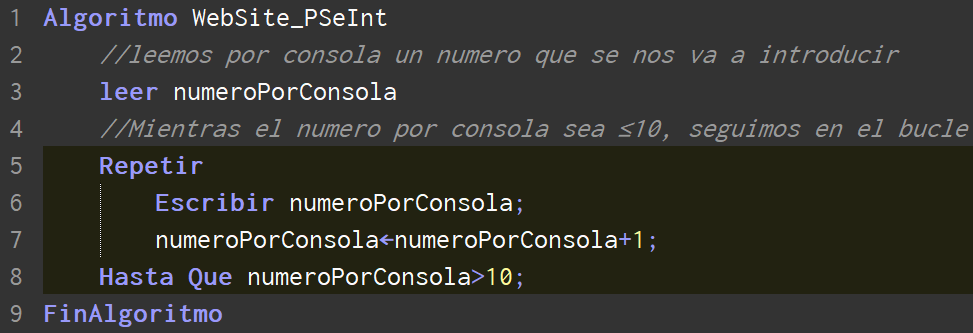 1 Algoritmo WebSite_PSeInt
2 //leemos por consola un numero que se nos va a introducir
3 leer numeroPorConsola
4 //Mientras el numero por consola sea ≤10, seguimos en el bucle
5 Repetir
6 Escribir numeroPorConsola;
7 numeroPorConsola←numeroPorConsola+1;
8 Hasta Que numeroPorConsola>10;
9 FinAlgoritmo